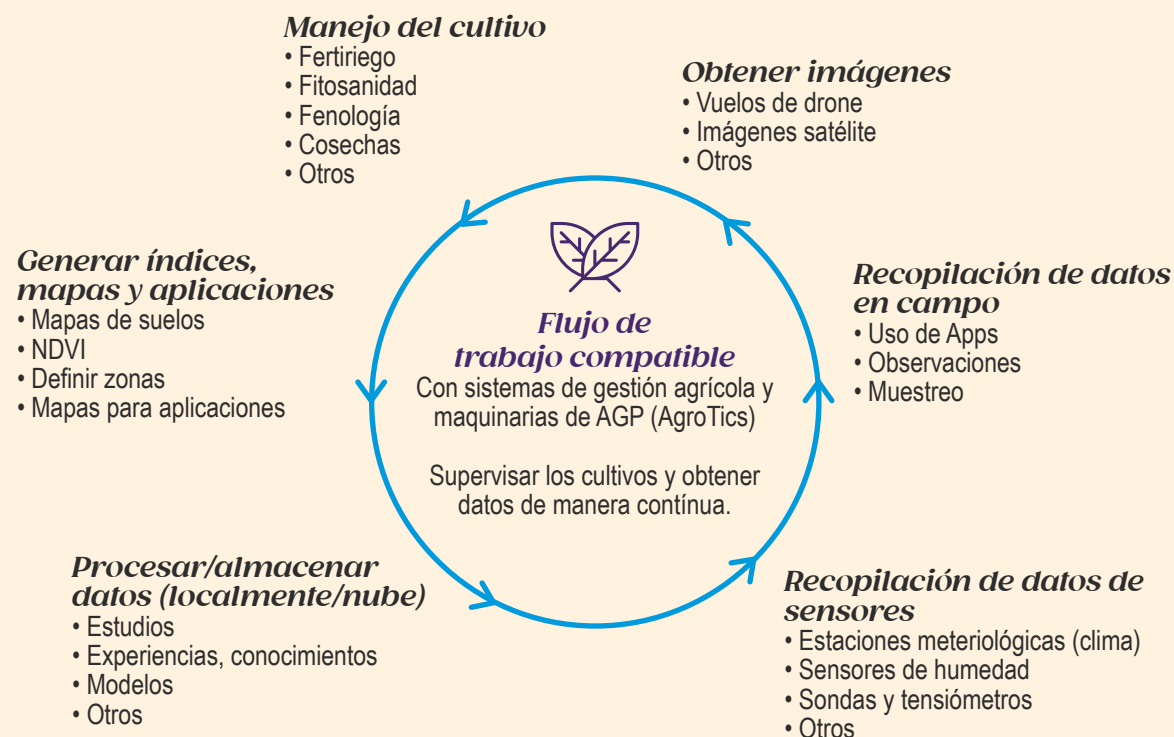 Manejo del cultivo
• Fertiriego
• Fitosanidad
• Fenología
• Cosechas
• Otros
Obtener imágenes
• Vuelos de drone
• Imágenes satélite
• Otros
Generar índices,
mapas y aplicaciones
• Mapas de suelos
• NDVI
• Definir zonas
• Mapas para aplicaciones
Flujo de
trabajo compatible
Con sistemas de gestión agrícola y
maquinarias de AGP (AgroTics)
Supervisar los cultivos y obtener
datos de manera contínua.
Recopilación de datos
en campo
• Uso de Apps
• Observaciones
• Muestreo
Procesar/almacenar
datos (localmente/nube)
• Estudios
• Experiencias, conocimientos
• Modelos
• Otros
Recopilación de datos de
sensores
• Estaciones meteriológicas (clima)
• Sensores de humedad
• Sondas y tensiómetros
• Otros